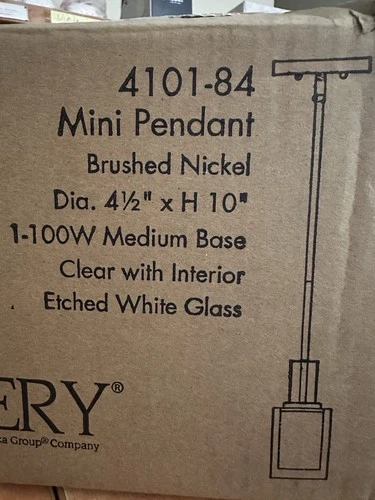 4101-84
Mini Pendant
Brushed Nickel
Dia. 4½" x H 10"
1-100W Medium Base
Clear with Interior
Etched White Glass
ERY®
ka Group® Company